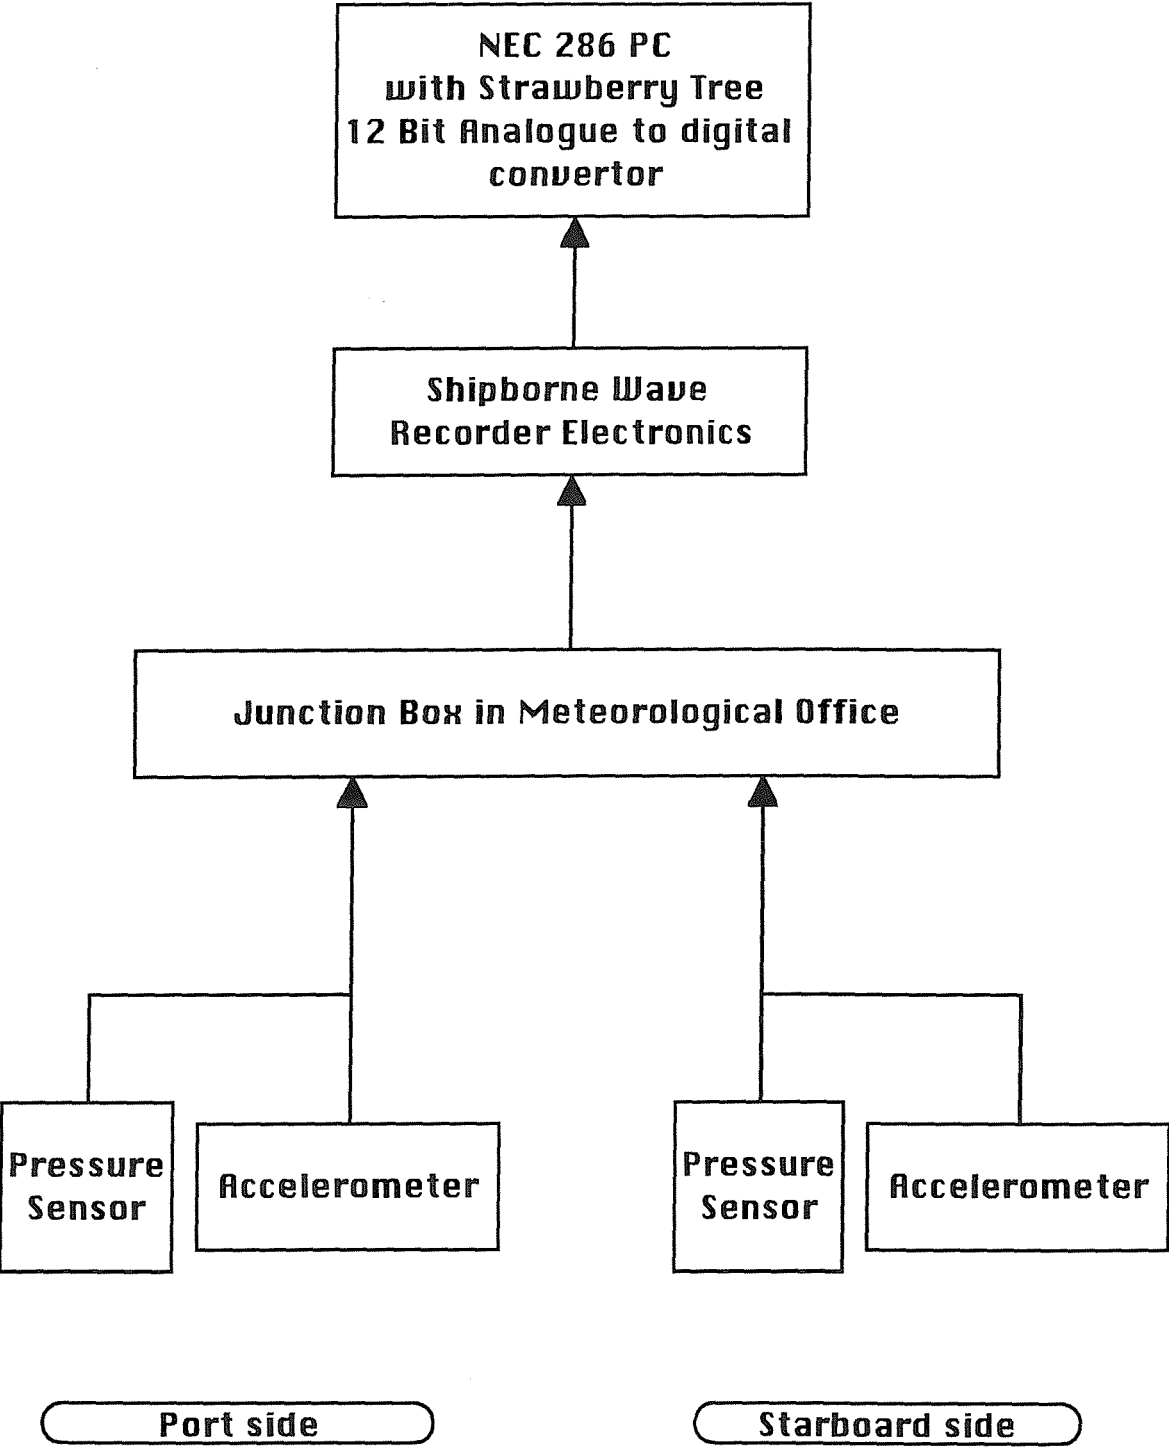 NEC 286 PC
with Strawberry Tree
12 Bit Analogue to digital
convertor
Shipborne Wave
Recorder Electronics
Junction Box in Meteorological Office
Pressure
Sensor
Accelerometer
Pressure
Sensor
Accelerometer
Port side
Starboard side